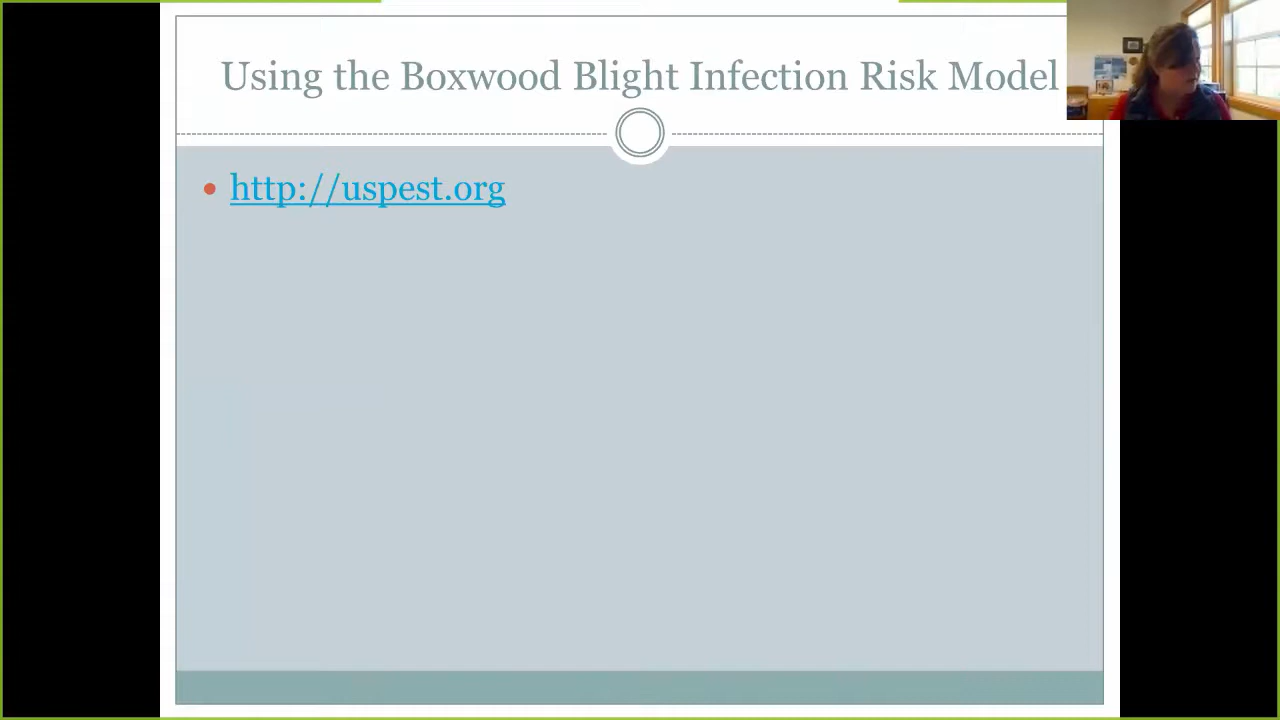 Using the Boxwood Blight Infection Risk Model
http://uspest.org